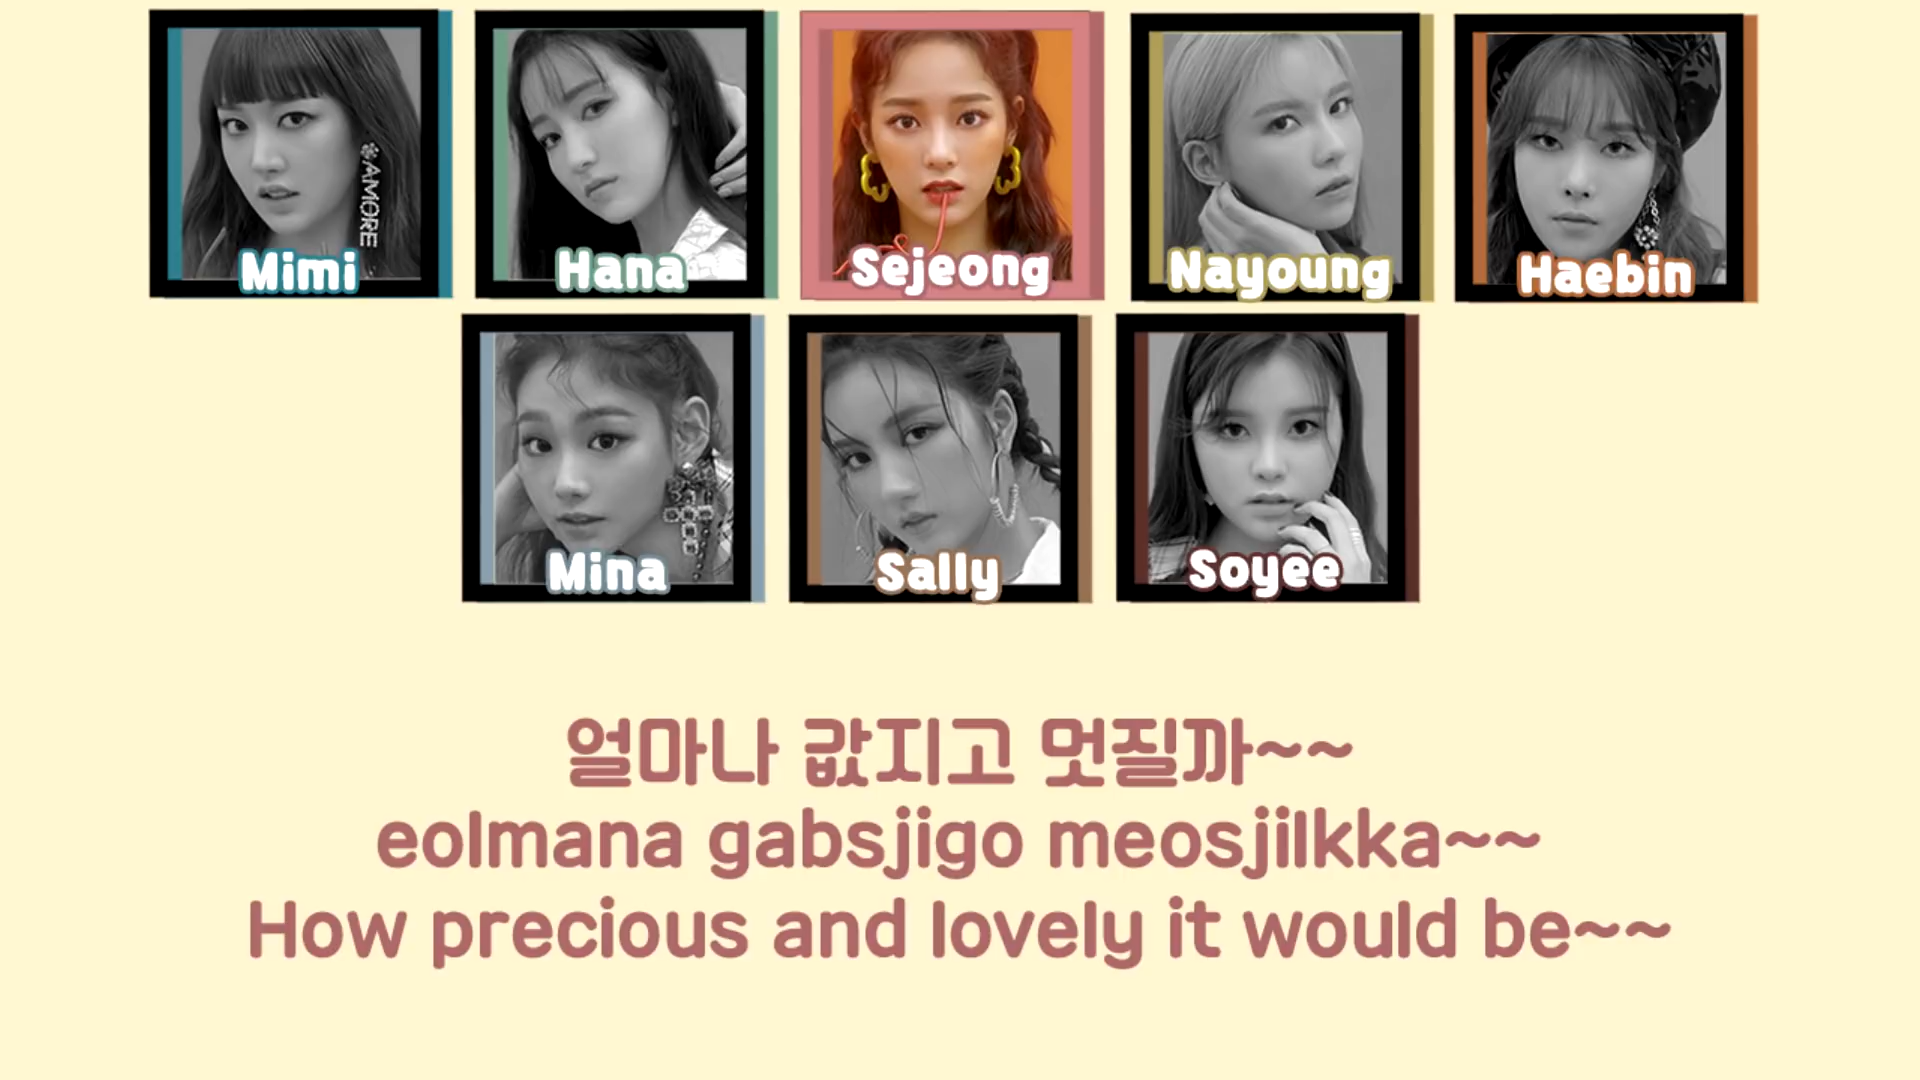 AMORE
Mimi
Hana
Sejeong
Nayoung
Haebin
Mina
Sally
Soyee
얼마나 값지고 멋질까~~
eolmana gabsjigo meosjilkka~~
How precious and lovely it would be~~